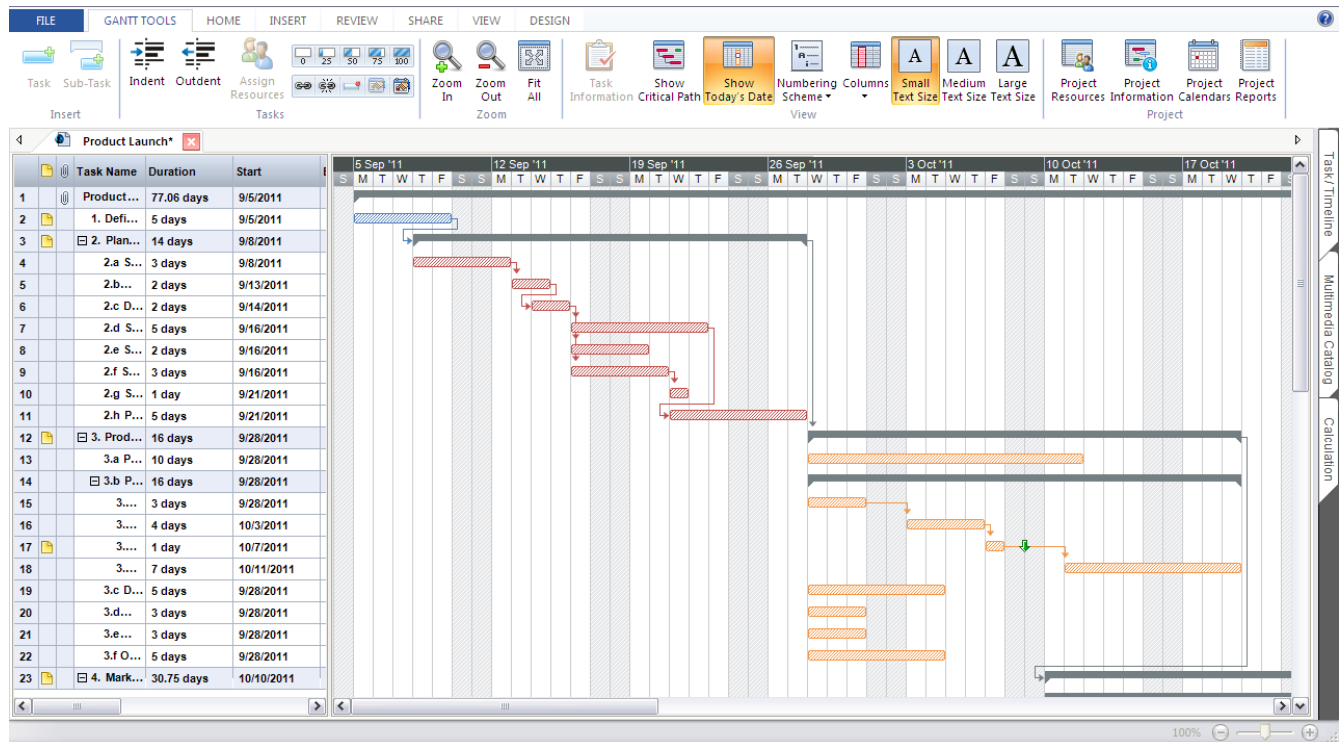 FILE GANTT TOOLS HOME INSERT REVIEW SHARE VIEW DESIGN
Task Sub-Task Indent Outdent Assign Resources 0 25 50 75 100 Zoom In Zoom Out Fit All Task Information Show Critical Path Show Today's Date Numbering Scheme Columns Small Text Size Medium Text Size Large Text Size Project Resources Project Information Project Calendars Project Reports
Insert Tasks Zoom View Project
Product Launch*
Task Name Duration Start
5 Sep '11 12 Sep '11 19 Sep '11 26 Sep '11 3 Oct '11 10 Oct '11 17 Oct '11
S M T W T F S S M T W T F S S M T W T F S S M T W T F S S M T W T F S S M T W T F S S M T W T F S
1 Product... 77.06 days 9/5/2011
2 1. Defi... 5 days 9/5/2011
3 2. Plan... 14 days 9/8/2011
4 2.a S... 3 days 9/8/2011
5 2.b... 2 days 9/13/2011
6 2.c D... 2 days 9/14/2011
7 2.d S... 5 days 9/16/2011
8 2.e S... 2 days 9/16/2011
9 2.f S... 3 days 9/16/2011
10 2.g S... 1 day 9/21/2011
11 2.h P... 5 days 9/21/2011
12 3. Prod... 16 days 9/28/2011
13 3.a P... 10 days 9/28/2011
14 3.b P... 16 days 9/28/2011
15 3.... 3 days 9/28/2011
16 3.... 4 days 10/3/2011
17 3.... 1 day 10/7/2011
18 3.... 7 days 10/11/2011
19 3.c D... 5 days 9/28/2011
20 3.d... 3 days 9/28/2011
21 3.e... 3 days 9/28/2011
22 3.f O... 5 days 9/28/2011
23 4. Mark... 30.75 days 10/10/2011
Task/Timeline
Multimedia Catalog
Calculation
100%